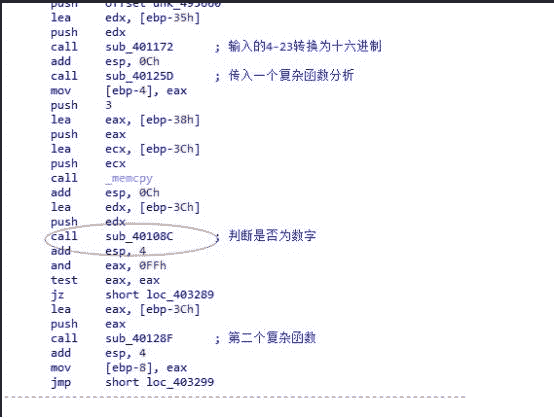 push offset unk_495660
lea edx, [ebp-35h]
push edx
call sub_401172 ; 输入的4-23转换为十六进制
add esp, 0Ch
call sub_40125D ; 传入一个复杂函数分析
mov [ebp-4], eax
push 3
lea eax, [ebp-38h]
push eax
lea ecx, [ebp-3Ch]
push ecx
call _memcpy
add esp, 0Ch
lea edx, [ebp-3Ch]
push edx
call sub_40108C ; 判断是否为数字
add esp, 4
and eax, 0FFh
test eax, eax
jz short loc_403289
lea eax, [ebp-3Ch]
push eax
call sub_40128F ; 第二个复杂函数
add esp, 4
mov [ebp-8], eax
jmp short loc_403299